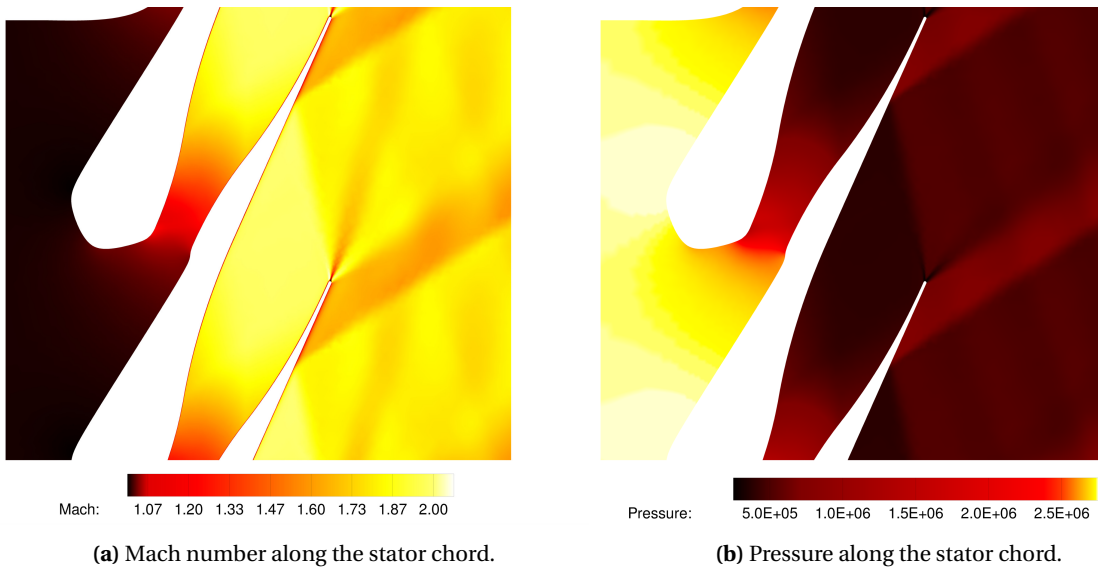 Mach: 1.07 1.20 1.33 1.47 1.60 1.73 1.87 2.00
(a) Mach number along the stator chord.
Pressure: 5.0E+05 1.0E+06 1.5E+06 2.0E+06 2.5E+06
(b) Pressure along the stator chord.